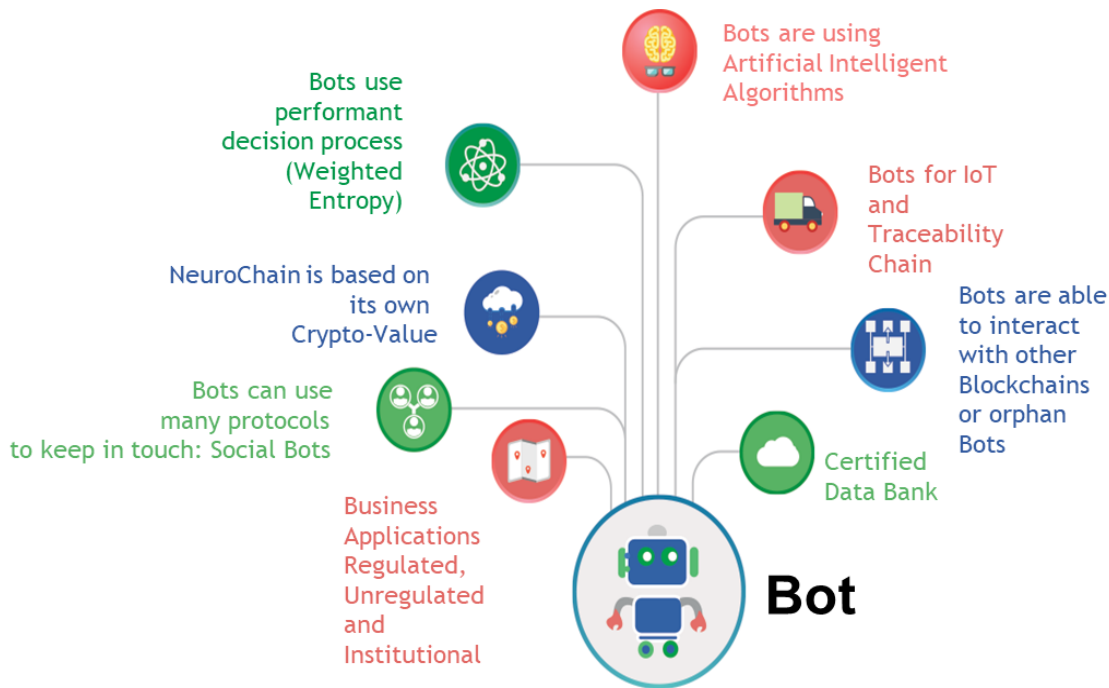 Bots are using
Artificial Intelligent
Algorithms
Bots use
performant
decision process
(Weighted
Entropy)
Bots for IoT
and
Traceability
Chain
NeuroChain is based on
its own
Crypto-Value
Bots are able
to interact
with other
Blockchains
or orphan
Bots
Bots can use
many protocols
to keep in touch: Social Bots
Certified
Data Bank
Business
Applications
Regulated,
Unregulated
and
Institutional
Bot